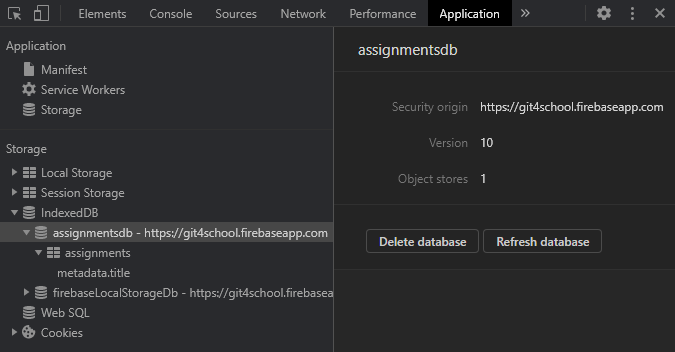 Elements Console Sources Network Performance Application »
Application
Manifest
Service Workers
Storage
Storage
Local Storage
Session Storage
IndexedDB
assignmentsdb - https://git4school.firebaseapp.com
assignments
metadata.title
firebaseLocalStorageDb - https://git4school.firebasea
Web SQL
Cookies
assignmentsdb
Security origin https://git4school.firebaseapp.com
Version 10
Object stores 1
Delete database Refresh database